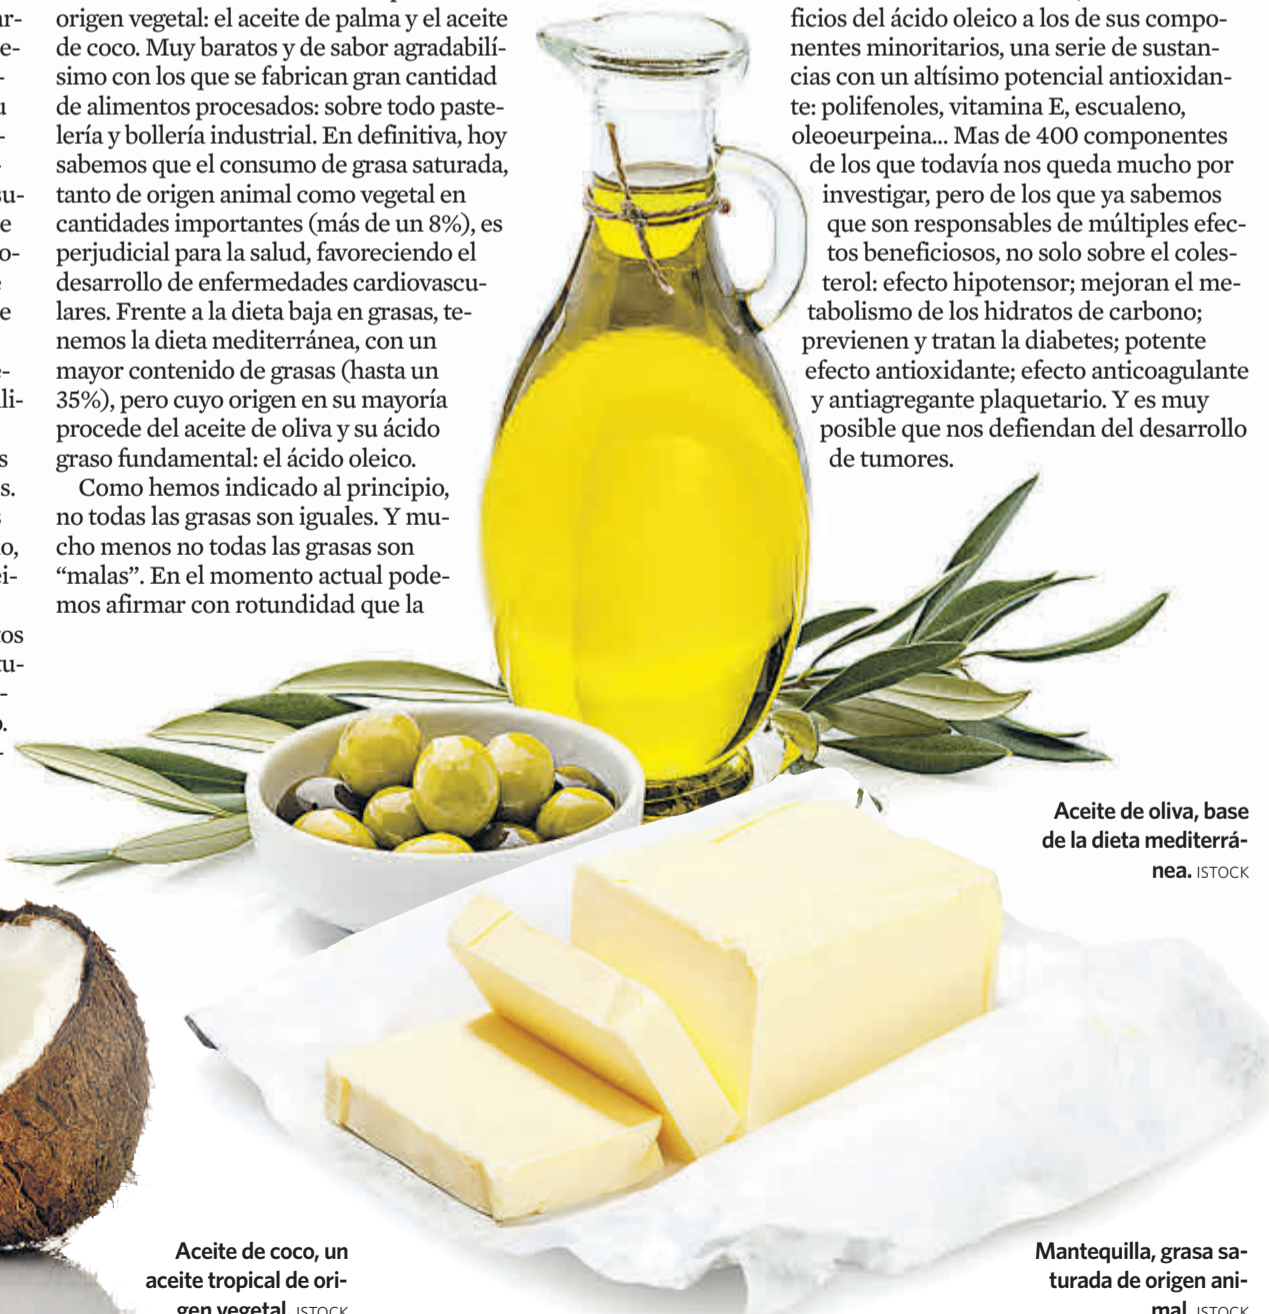 origen vegetal: el aceite de palma y el aceite
de coco. Muy baratos y de sabor agradabilí-
simo con los que se fabrican gran cantidad
de alimentos procesados: sobre todo paste-
lería y bollería industrial. En definitiva, hoy
sabemos que el consumo de grasa saturada,
tanto de origen animal como vegetal en
cantidades importantes (más de un 8%), es
perjudicial para la salud, favoreciendo el
desarrollo de enfermedades cardiovascu-
lares. Frente a la dieta baja en grasas, te-
nemos la dieta mediterránea, con un
mayor contenido de grasas (hasta un
35%), pero cuyo origen en su mayoría
procede del aceite de oliva y su ácido
graso fundamental: el ácido oleico.
Como hemos indicado al principio,
no todas las grasas son iguales. Y mu-
cho menos no todas las grasas son
“malas”. En el momento actual pode-
mos afirmar con rotundidad que la
ficios del ácido oleico a los de sus compo-
nentes minoritarios, una serie de sustan-
cias con un altísimo potencial antioxidan-
te: polifenoles, vitamina E, escualeno,
oleoeurpeina... Mas de 400 componentes
de los que todavía nos queda mucho por
investigar, pero de los que ya sabemos
que son responsables de múltiples efec-
tos beneficiosos, no solo sobre el coles-
terol: efecto hipotensor; mejoran el me-
tabolismo de los hidratos de carbono;
previenen y tratan la diabetes; potente
efecto antioxidante; efecto anticoagulante
y antiagregante plaquetario. Y es muy
posible que nos defiendan del desarrollo
de tumores.
Aceite de oliva, base
de la dieta mediterrá-
nea. ISTOCK
Aceite de coco, un
aceite tropical de ori-
gen vegetal. ISTOCK
Mantequilla, grasa sa-
turada de origen ani-
mal. ISTOCK